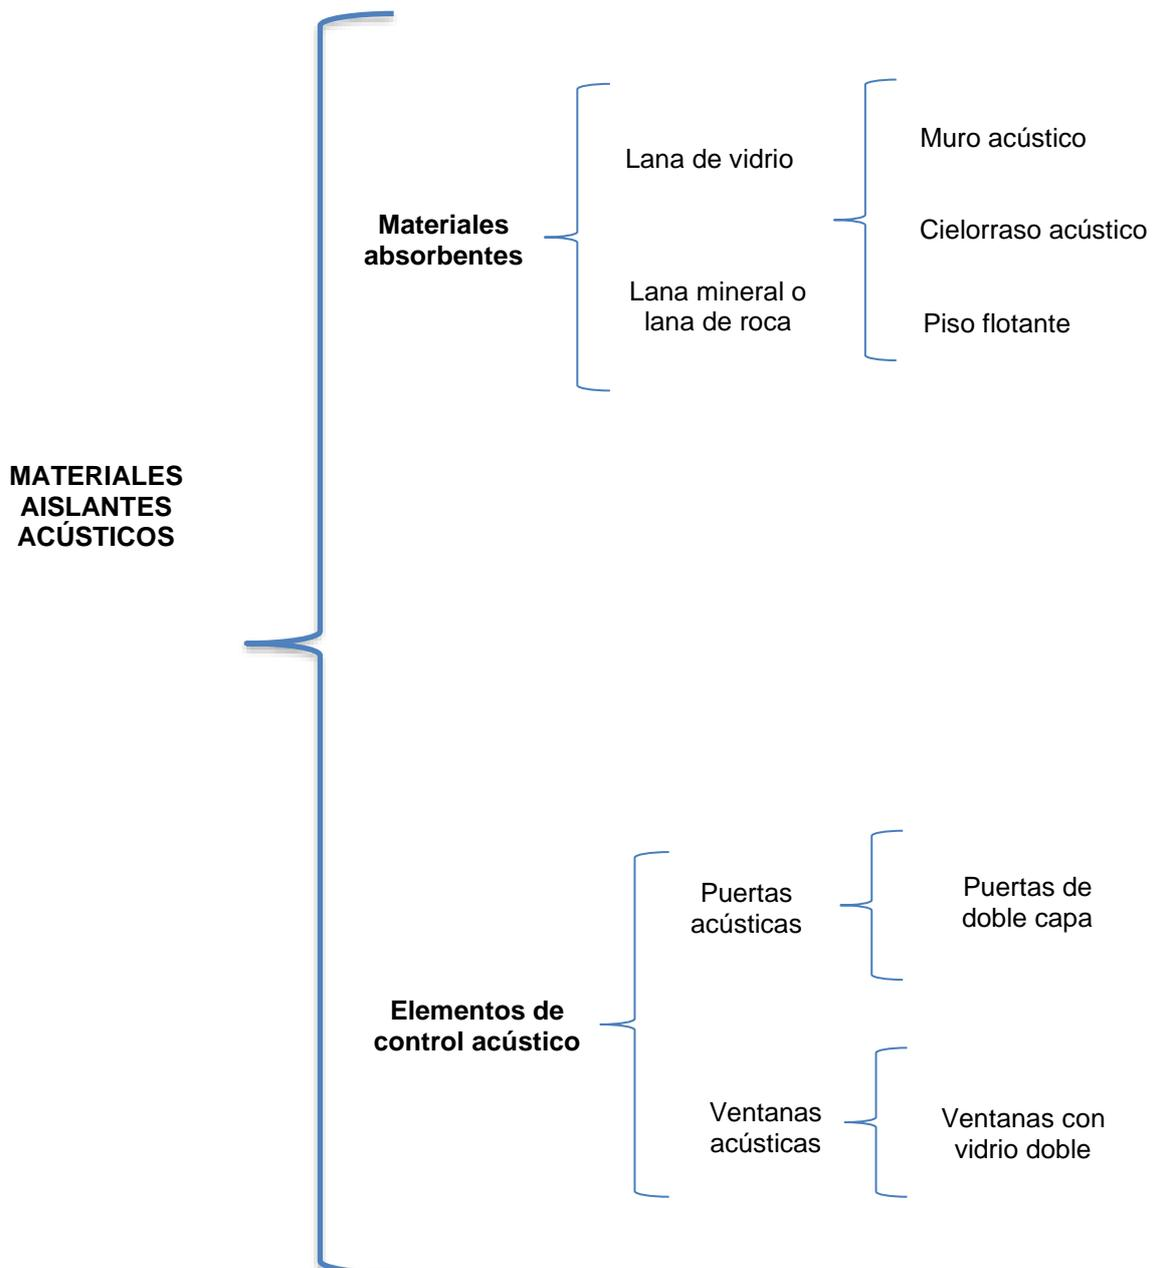 MATERIALES
AISLANTES
ACÚSTICOS
Materiales
absorbentes
Lana de vidrio
Lana mineral o
lana de roca
Muro acústico
Cielorraso acústico
Piso flotante
Elementos de
control acústico
Puertas
acústicas
Puertas de
doble capa
Ventanas
acústicas
Ventanas con
vidrio doble